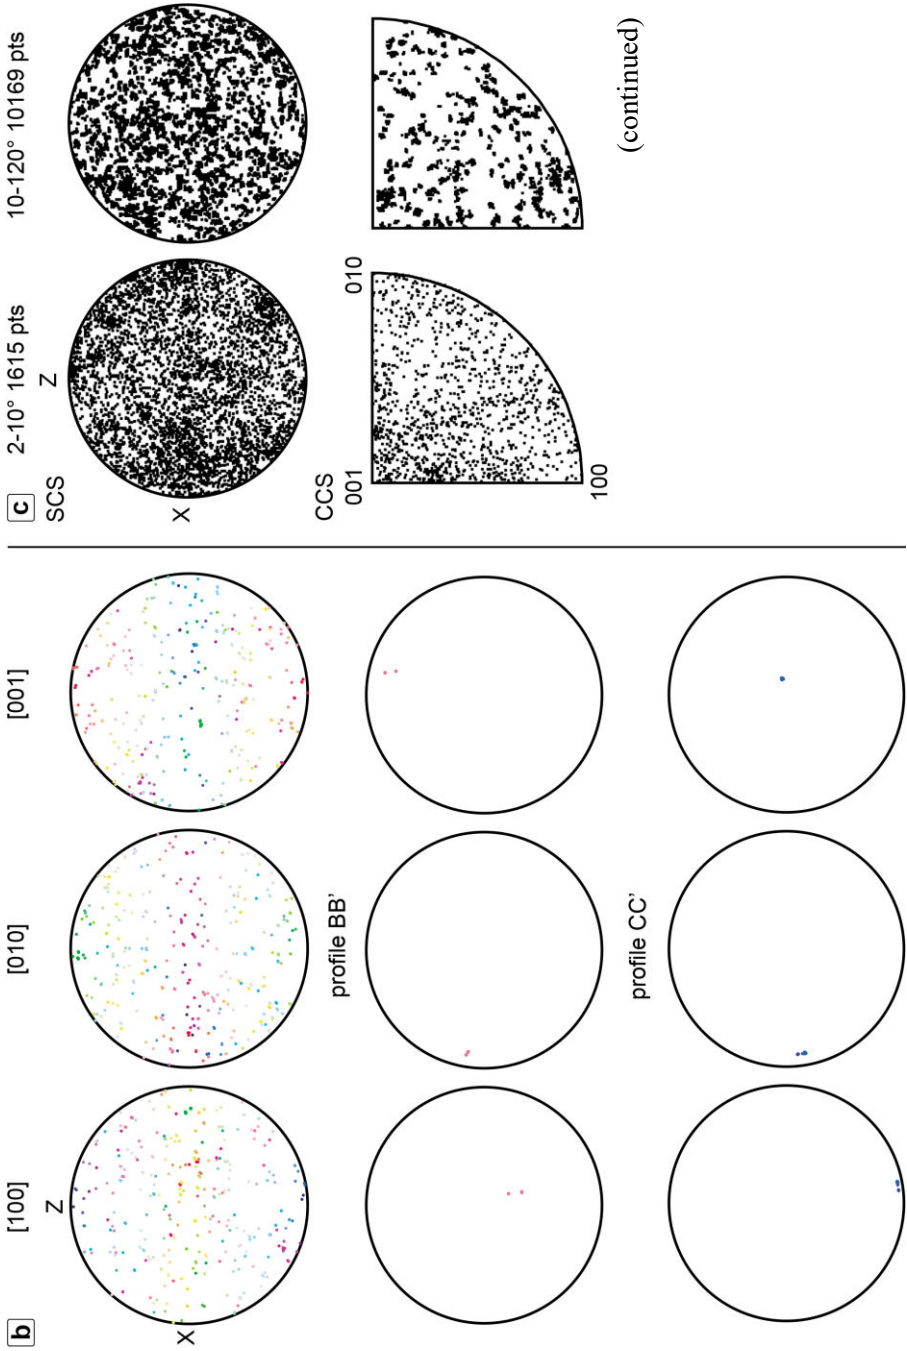 b
[100] [010] [001]
Z
X
profile BB'
profile CC'
c
2-10° 1615 pts 10-120° 10169 pts
SCS
Z
X
CCS
001 010
100
(continued)